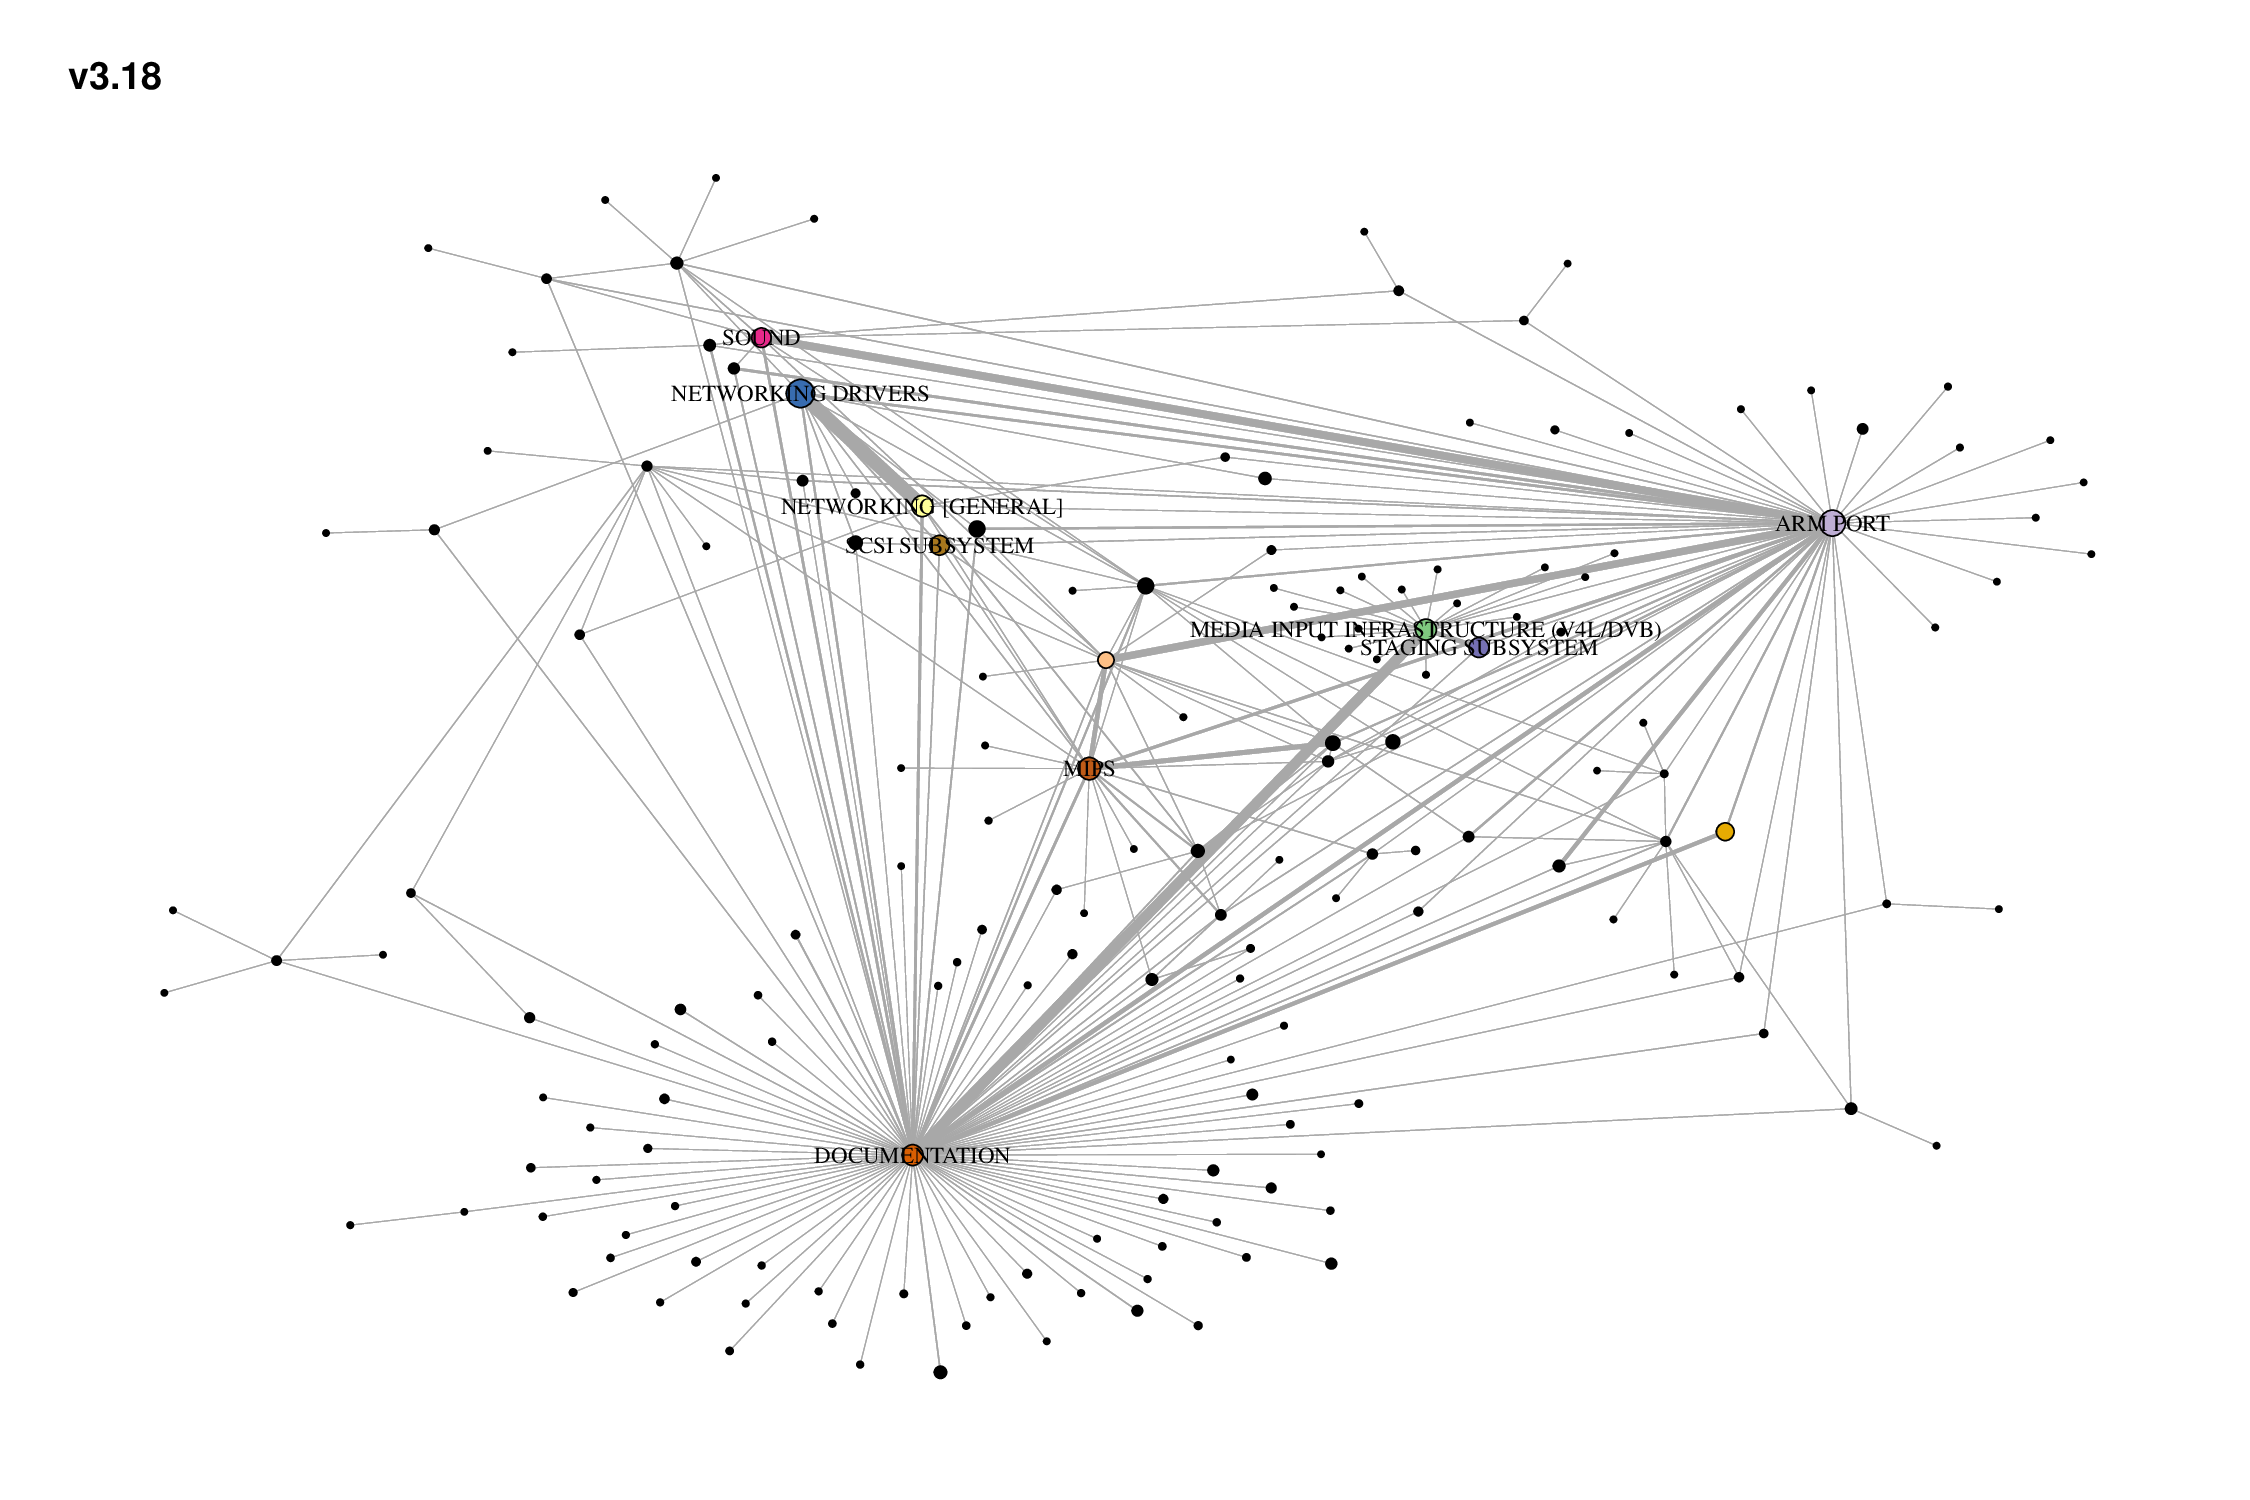 v3.18
SOUND
NETWORKING DRIVERS
NETWORKING [GENERAL]
ARM PORT
SCSI SUBSYSTEM
MEDIA INPUT INFRASTRUCTURE (V4L/DVB)
STAGING SUBSYSTEM
MIPS
DOCUMENTATION